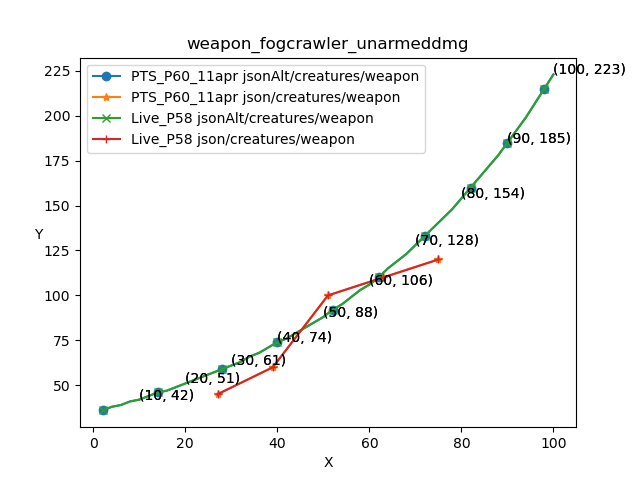 weapon_fogcrawler_unarmeddmg
PTS_P60_11apr jsonAlt/creatures/weapon
PTS_P60_11apr json/creatures/weapon
Live_P58 jsonAlt/creatures/weapon
Live_P58 json/creatures/weapon
(100, 223)
(90, 185)
(80, 154)
(70, 128)
(60, 106)
(50, 88)
(40, 74)
(30, 61)
(20, 51)
(10, 42)
225
200
175
150
125
100
75
50
Y
0 20 40 60 80 100
X